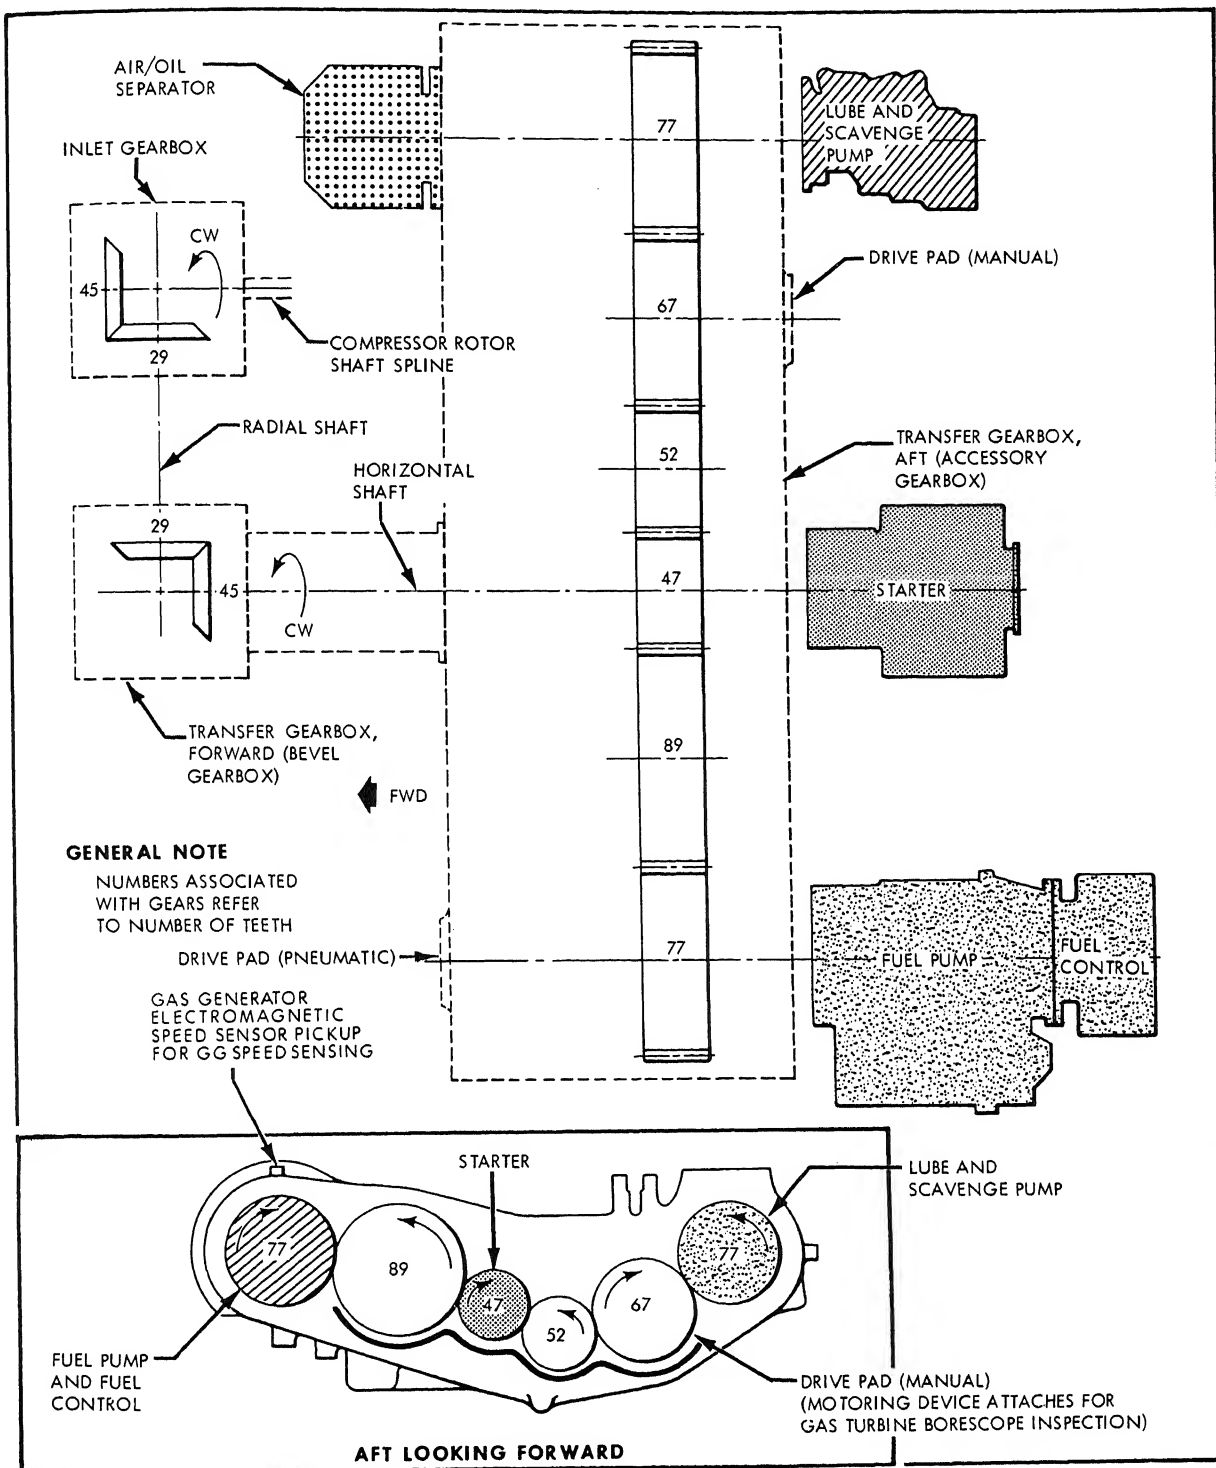 AIR/OIL
SEPARATOR
77
LUBE AND
SCAVENGE
PUMP
INLET GEARBOX
CW
45
29
COMPRESSOR ROTOR
SHAFT SPLINE
DRIVE PAD (MANUAL)
67
RADIAL SHAFT
HORIZONTAL
SHAFT
52
TRANSFER GEARBOX,
AFT (ACCESSORY
GEARBOX)
29
45
CW
47
STARTER
TRANSFER GEARBOX,
FORWARD (BEVEL
GEARBOX)
89
FWD
GENERAL NOTE
NUMBERS ASSOCIATED
WITH GEARS REFER
TO NUMBER OF TEETH
DRIVE PAD (PNEUMATIC)
77
FUEL PUMP
FUEL
CONTROL
GAS GENERATOR
ELECTROMAGNETIC
SPEED SENSOR PICKUP
FOR GG SPEED SENSING
STARTER
LUBE AND
SCAVENGE PUMP
77
89
47
52
67
77
FUEL PUMP
AND FUEL
CONTROL
DRIVE PAD (MANUAL)
(MOTORING DEVICE ATTACHES FOR
GAS TURBINE BORESCOPE INSPECTION)
AFT LOOKING FORWARD